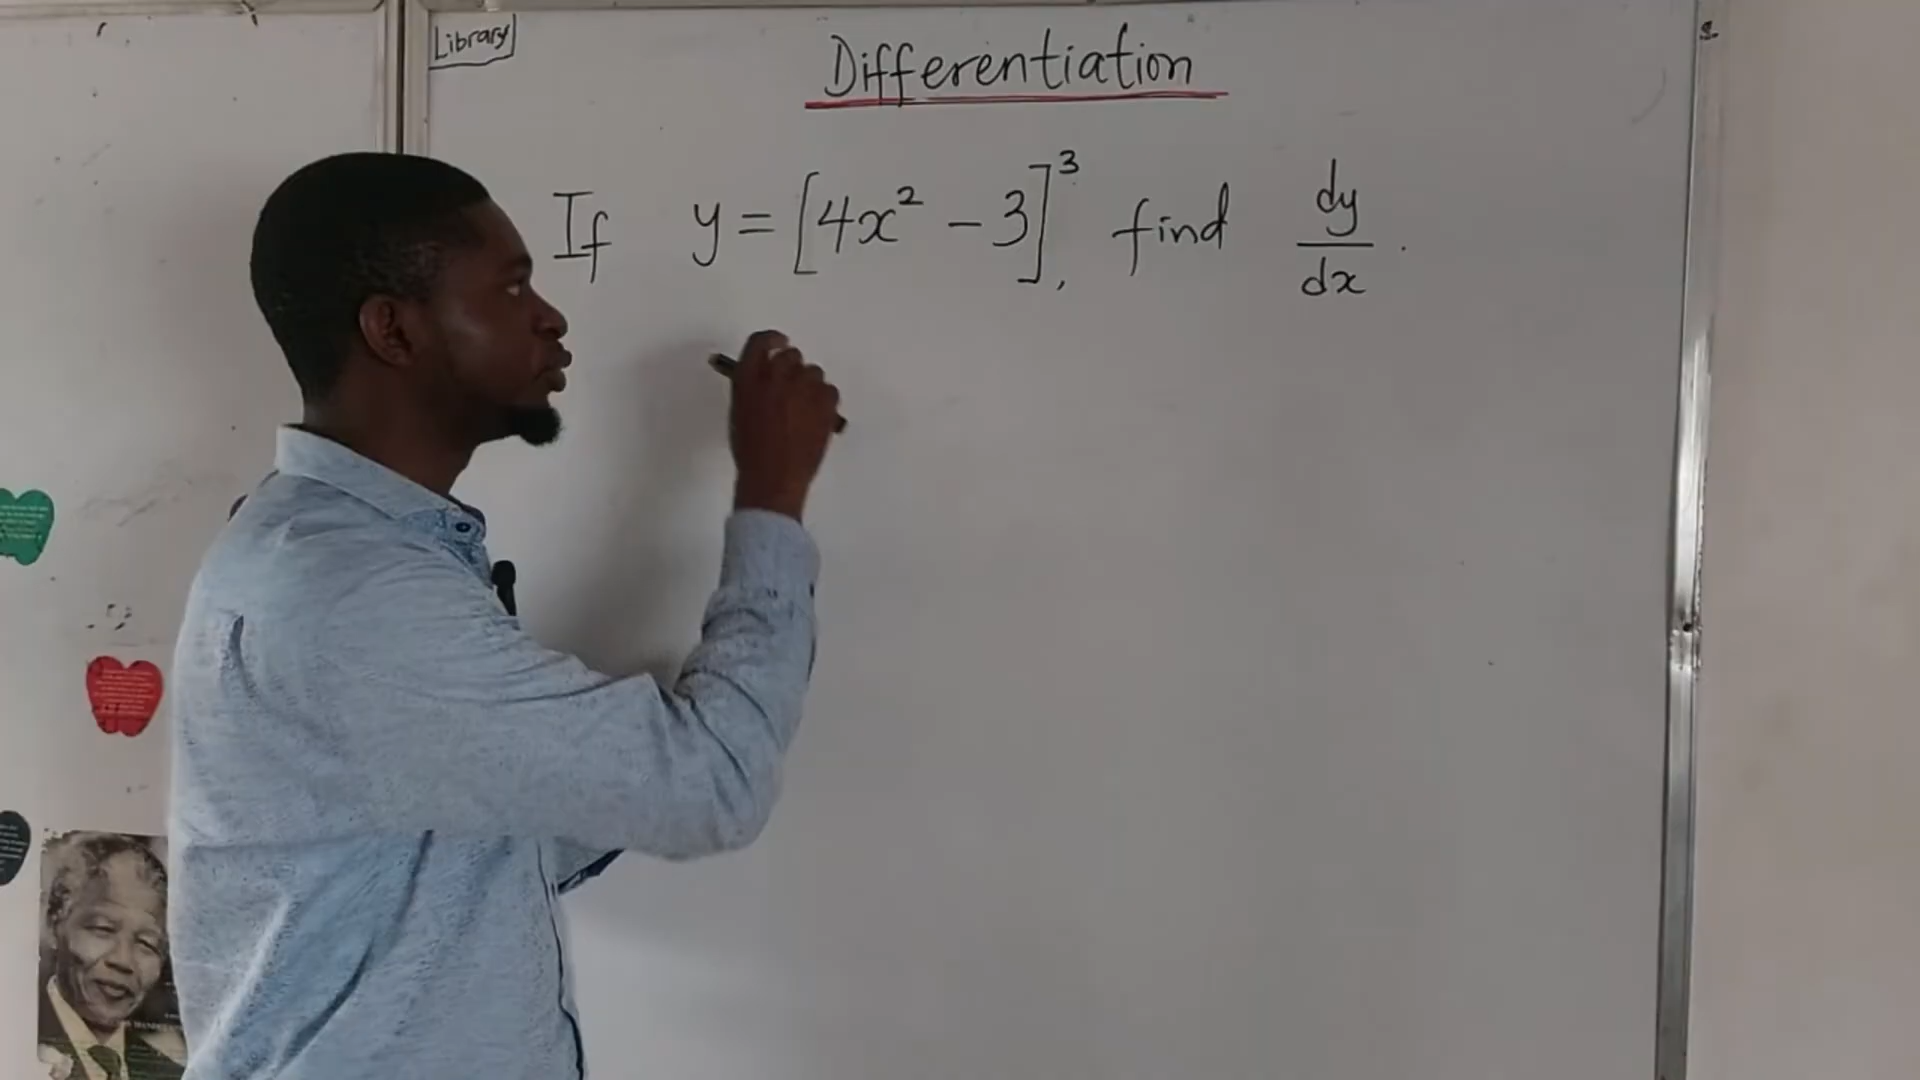 Library
Differentiation
If y = [4x² - 3]³, find dy/dx.